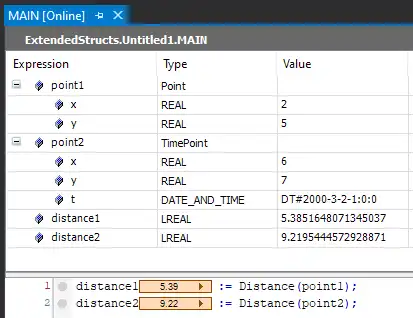 MAIN [Online]
ExtendedStructs.Untitled1.MAIN
Expression Type Value
point1 Point
x REAL 2
y REAL 5
point2 TimePoint
x REAL 6
y REAL 7
t DATE_AND_TIME DT#2000-3-2-1:0:0
distance1 LREAL 5.3851648071345037
distance2 LREAL 9.2195444572928871
1 distance1 5.39 := Distance(point1);
2 distance2 9.22 := Distance(point2);